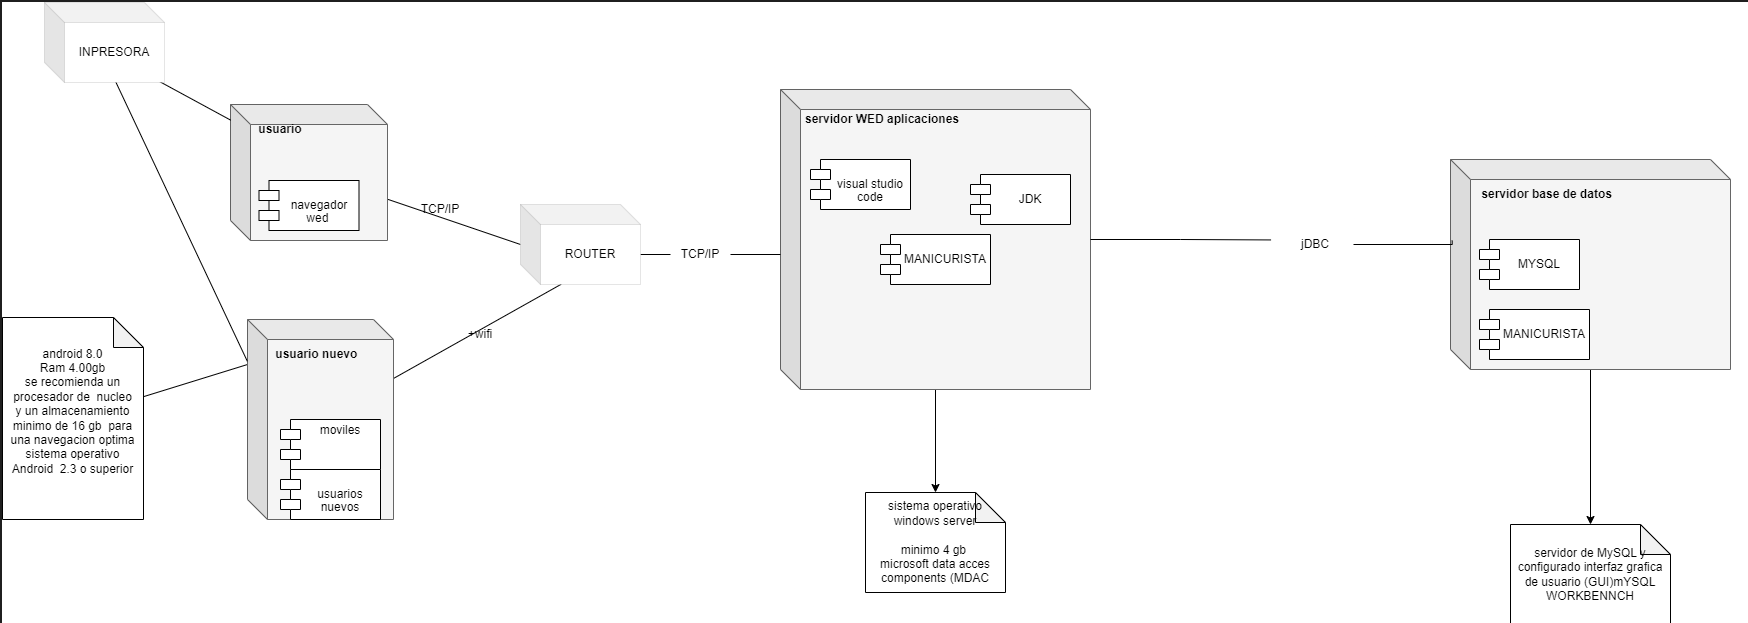 INPRESORA
usuario
navegador
wed
TCP/IP
ROUTER
TCP/IP
servidor WED aplicaciones
visual studio
code
JDK
MANICURISTA
jDBC
servidor base de datos
MYSQL
MANICURISTA
+wifi
usuario nuevo
moviles
usuarios
nuevos
android 8.0
Ram 4.00gb
se recomienda un
procesador de nucleo
y un almacenamiento
minimo de 16 gb para
una navegacion optima
sistema operativo
Android 2.3 o superior
sistema operativo
windows server
minimo 4 gb
microsoft data acces
components (MDAC
servidor de MySQL y
configurado interfaz grafica
de usuario (GUI)mYSQL
WORKBENNCH